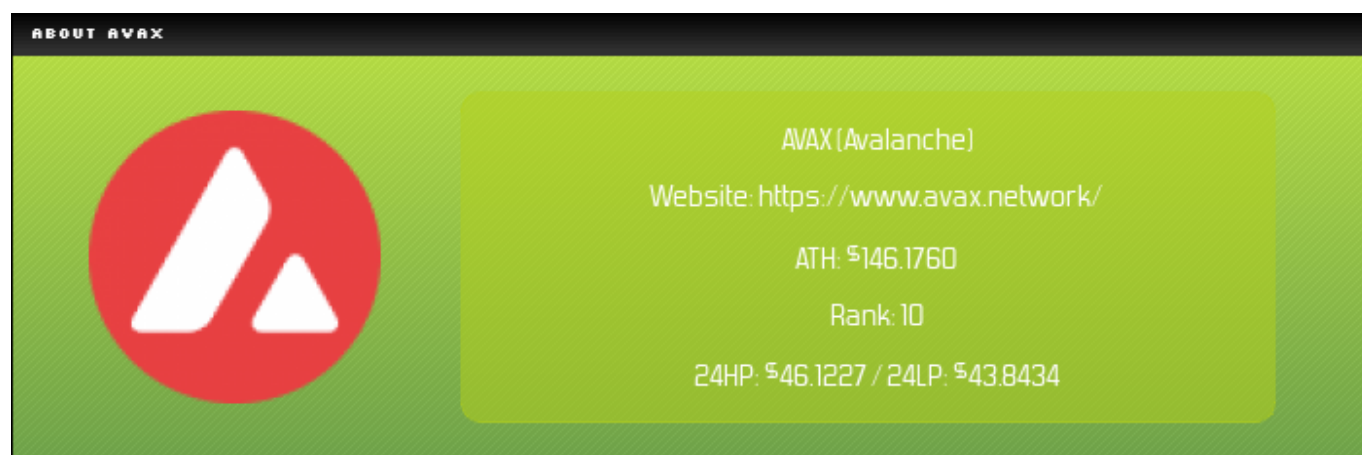 ABOUT AVAX
AVAX (Avalanche)
Website: https://www.avax.network/
ATH: $146.1760
Rank: 10
24HP: $46.1227 / 24LP: $43.8434